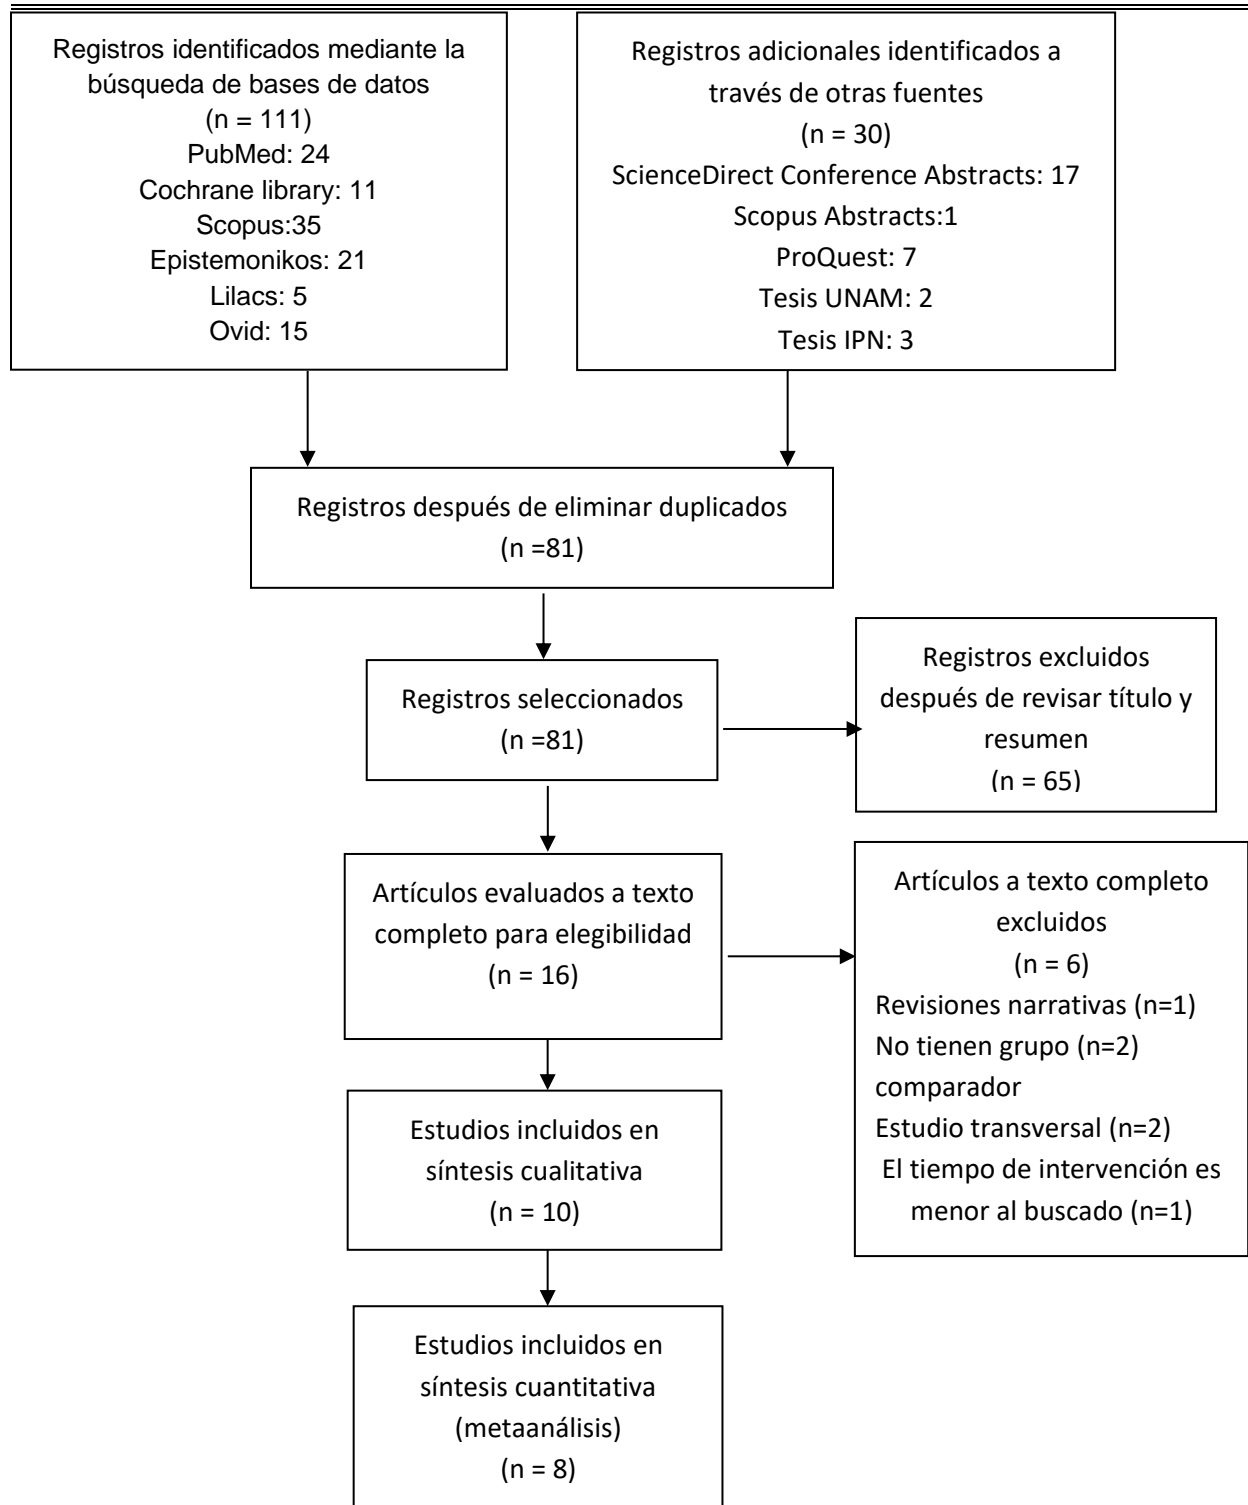 Registros identificados mediante la
búsqueda de bases de datos
(n = 111)
PubMed: 24
Cochrane library: 11
Scopus:35
Epistemonikos: 21
Lilacs: 5
Ovid: 15
Registros adicionales identificados a
través de otras fuentes
(n = 30)
ScienceDirect Conference Abstracts: 17
Scopus Abstracts:1
ProQuest: 7
Tesis UNAM: 2
Tesis IPN: 3
Registros después de eliminar duplicados
(n =81)
Registros seleccionados
(n =81)
Registros excluidos
después de revisar título y
resumen
(n = 65)
Artículos evaluados a texto
completo para elegibilidad
(n = 16)
Artículos a texto completo
excluidos
(n = 6)
Revisiones narrativas (n=1)
No tienen grupo (n=2)
comparador
Estudio transversal (n=2)
El tiempo de intervención es
menor al buscado (n=1)
Estudios incluidos en
síntesis cualitativa
(n = 10)
Estudios incluidos en
síntesis cuantitativa
(metaanálisis)
(n = 8)